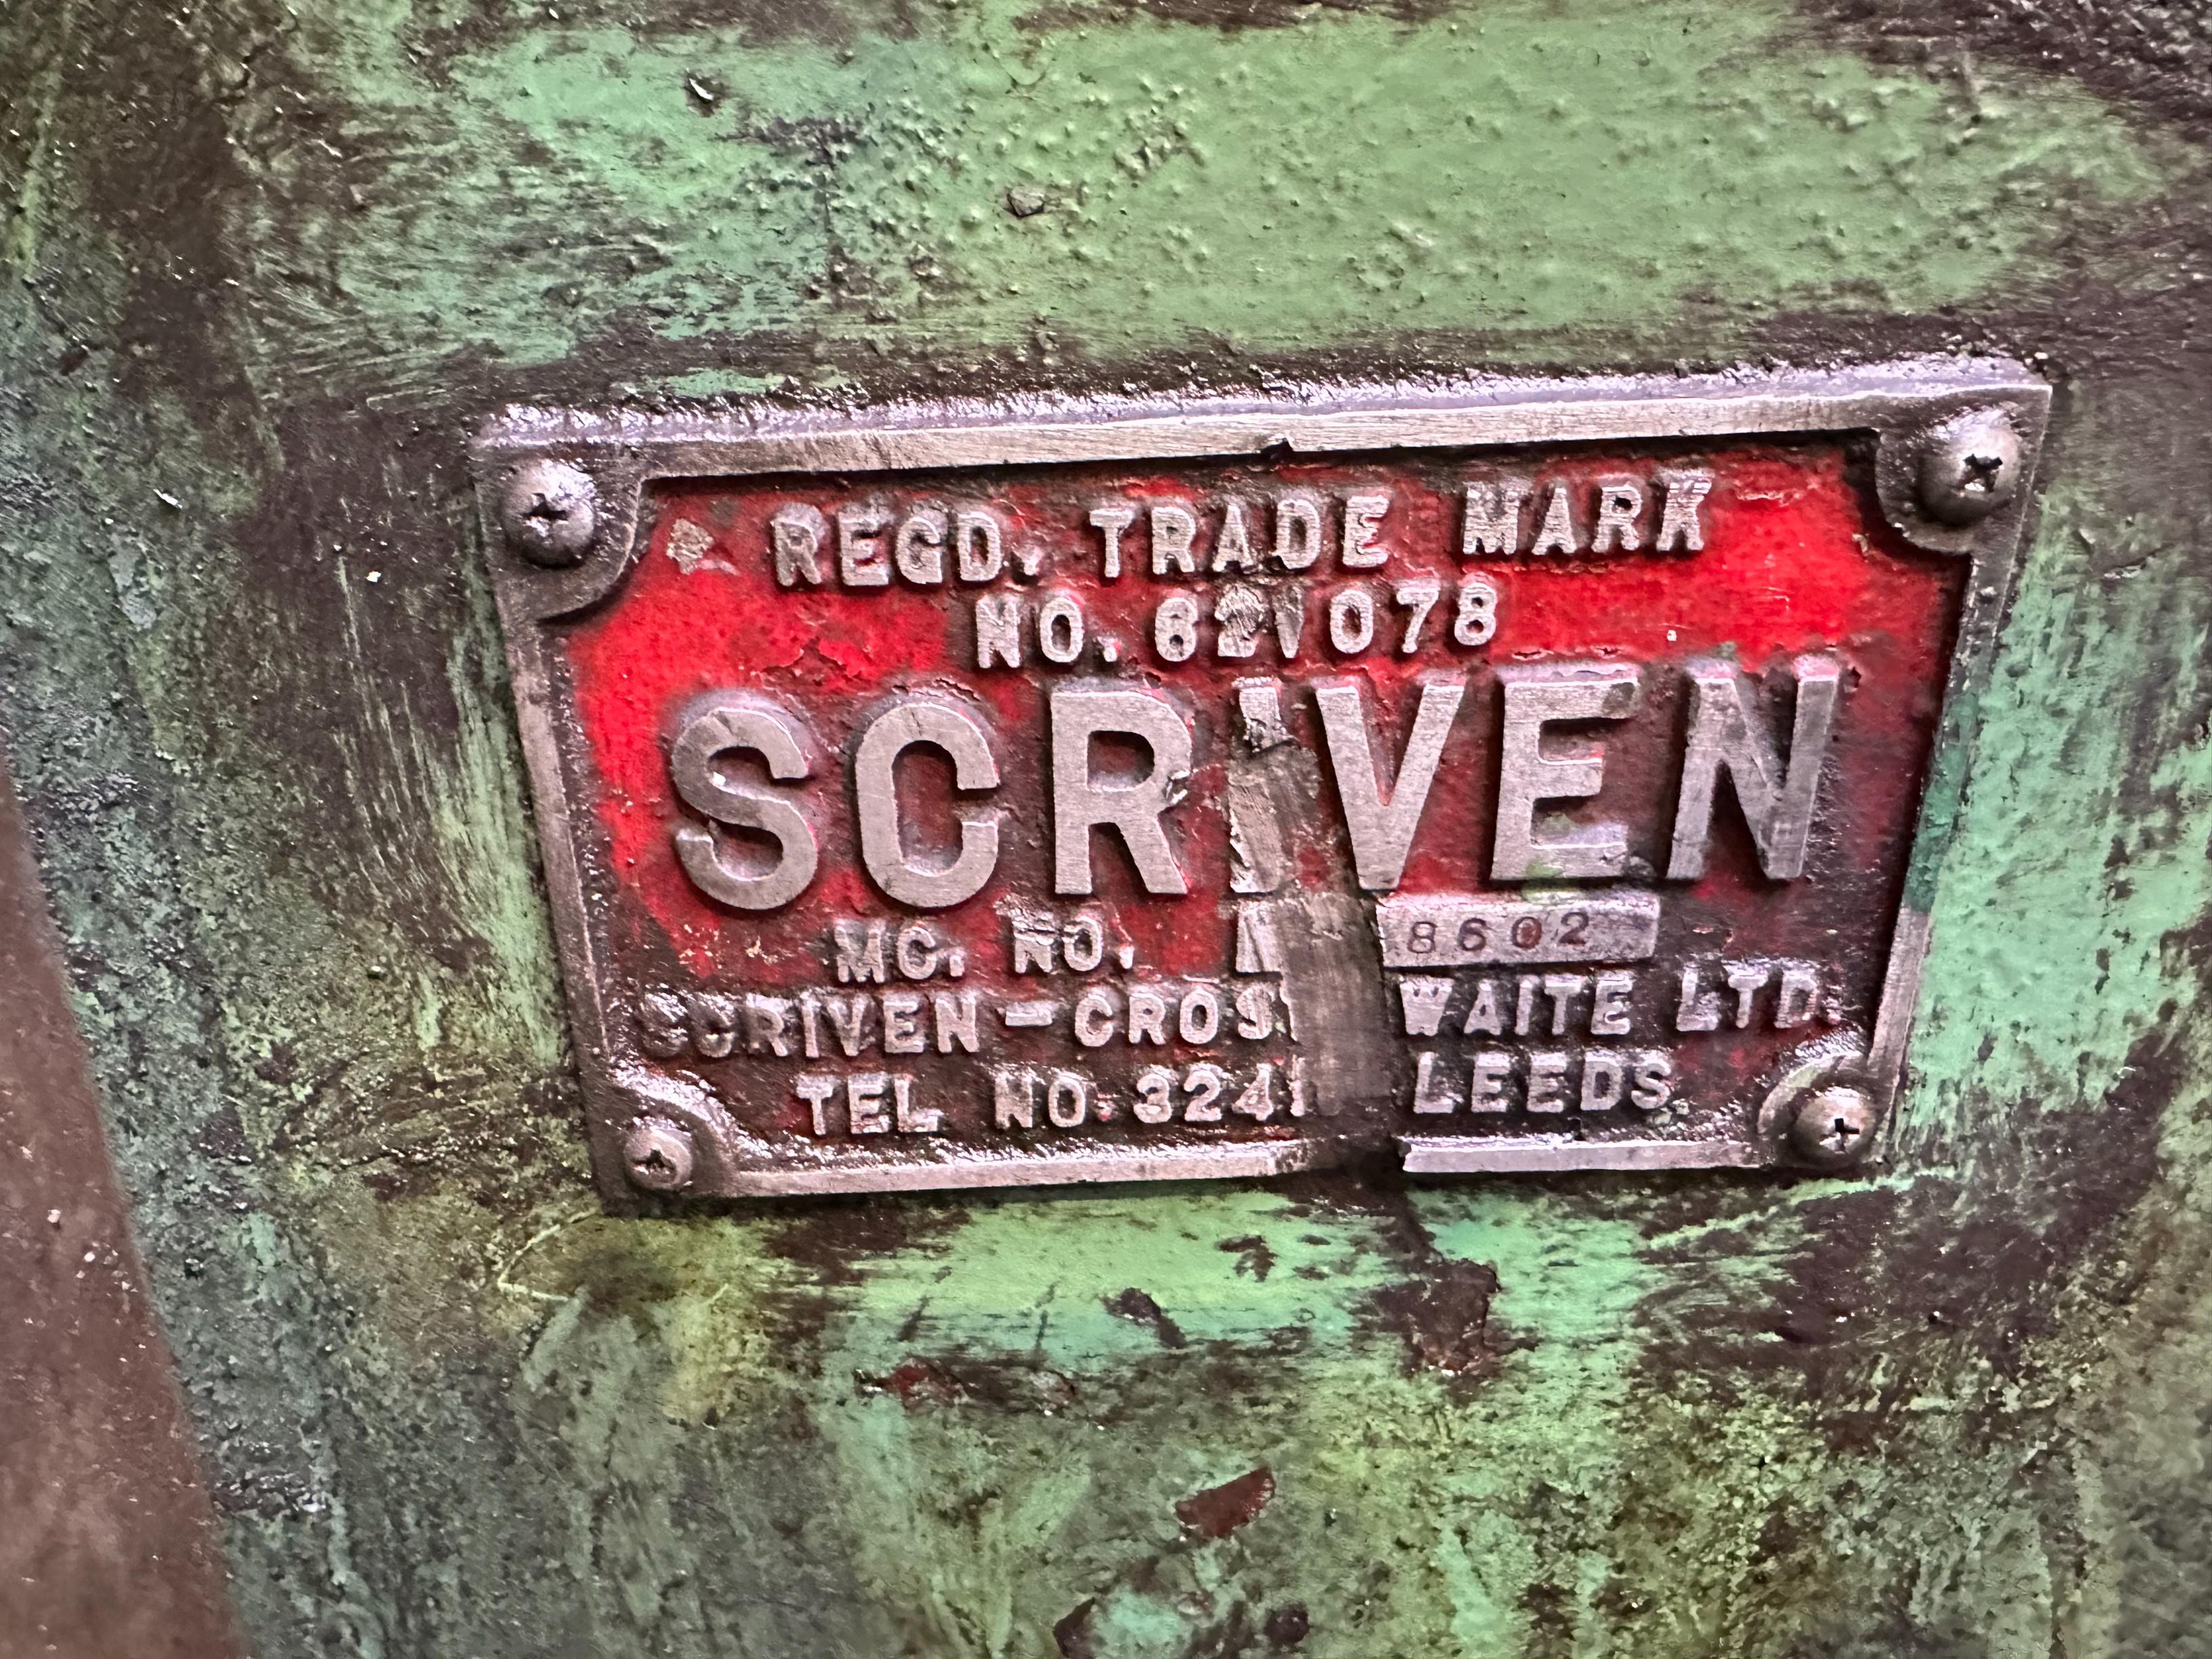 REGD. TRADE MARK
NO. 621078
SCRIVEN
MC. NO. 8602
SCRIVEN-CROS WAITE LTD.
TEL NO. 324 LEEDS.